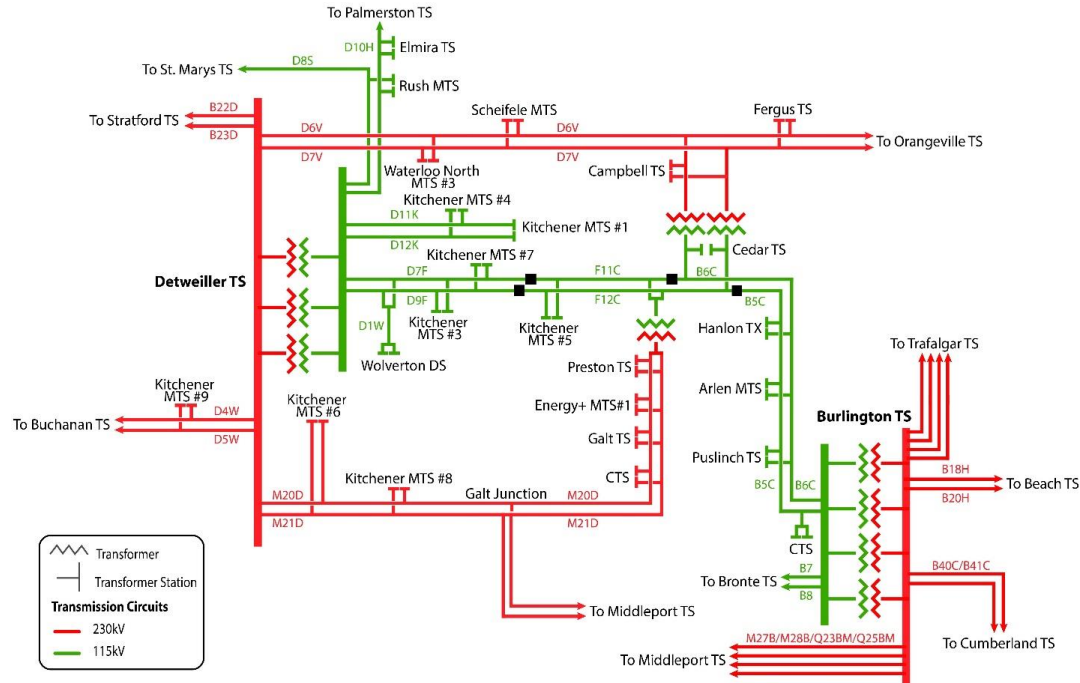 To Palmerston TS
D10H
Elmira TS
D8S
To St. Marys TS
Rush MTS
B22D
To Stratford TS
B23D
Scheifele MTS
Fergus TS
D6V
D6V
To Orangeville TS
D7V
D7V
Waterloo North
MTS #3
Campbell TS
Kitchener MTS #4
D11K
Kitchener MTS #1
D12K
Cedar TS
Kitchener MTS #7
Detweiller TS
D7F
F11C
B6C
D9F
F12C
B5C
D1W
Kitchener
MTS #3
Kitchener
MTS #5
Hanlon TX
Wolverton DS
To Trafalgar TS
Preston TS
Kitchener
MTS #9
D4W
To Buchanan TS
D5W
Kitchener
MTS #6
Energy+ MTS#1
Arlen MTS
Burlington TS
Galt TS
Puslinch TS
CTS
Kitchener MTS #8
Galt Junction
B5C
B6C
B18H
To Beach TS
B20H
M20D
M20D
M21D
M21D
CTS
Transformer
Transformer Station
Transmission Circuits
230kV
115kV
B7
To Bronte TS
B8
B40C/B41C
To Middleport TS
To Cumberland TS
M27B/M28B/Q23BM/Q25BM
To Middleport TS